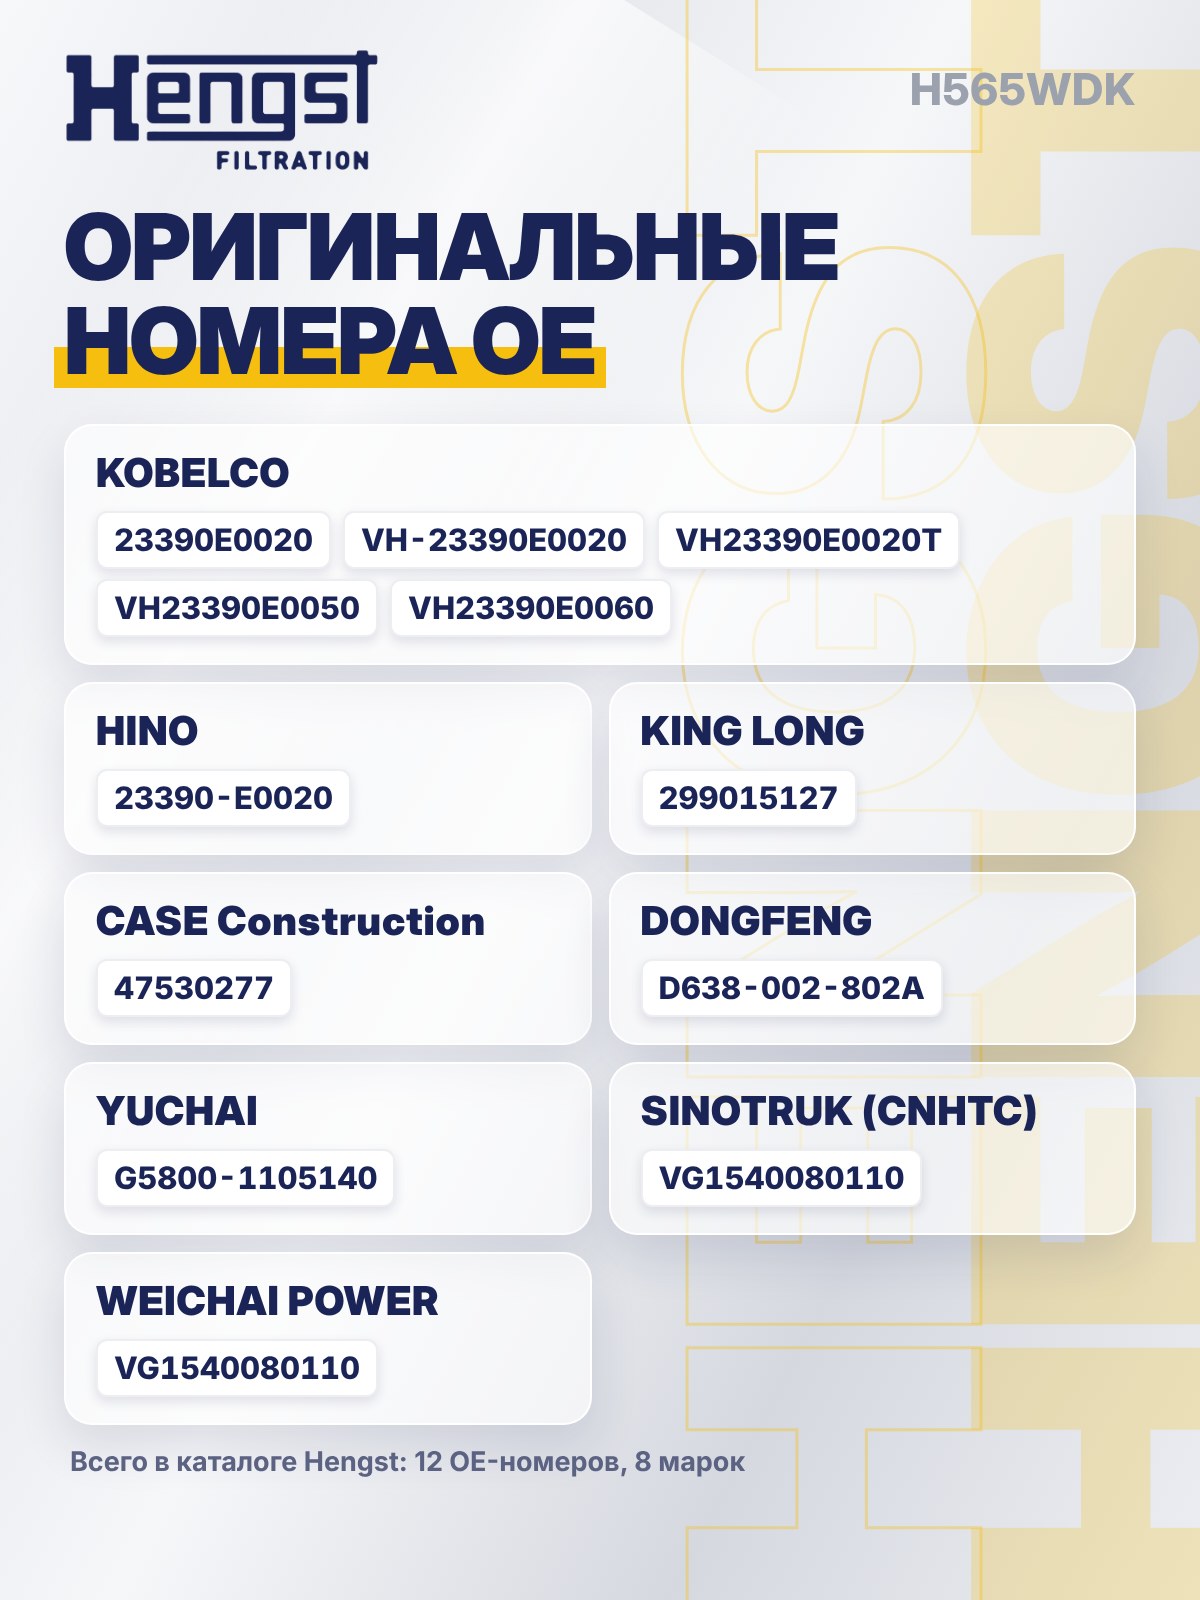 Hengst
FILTRATION
H565WDK
ОРИГИНАЛЬНЫЕ
НОМЕРА OE
KOBELCO
23390E0020 VH-23390E0020 VH23390E0020T
VH23390E0050 VH23390E0060
HINO
23390-E0020
KING LONG
299015127
CASE Construction
47530277
DONGFENG
D638-002-802A
YUCHAI
G5800-1105140
SINOTRUK (CNHTC)
VG1540080110
WEICHAI POWER
VG1540080110
Всего в каталоге Hengst: 12 OE-номеров, 8 марок
HENGST